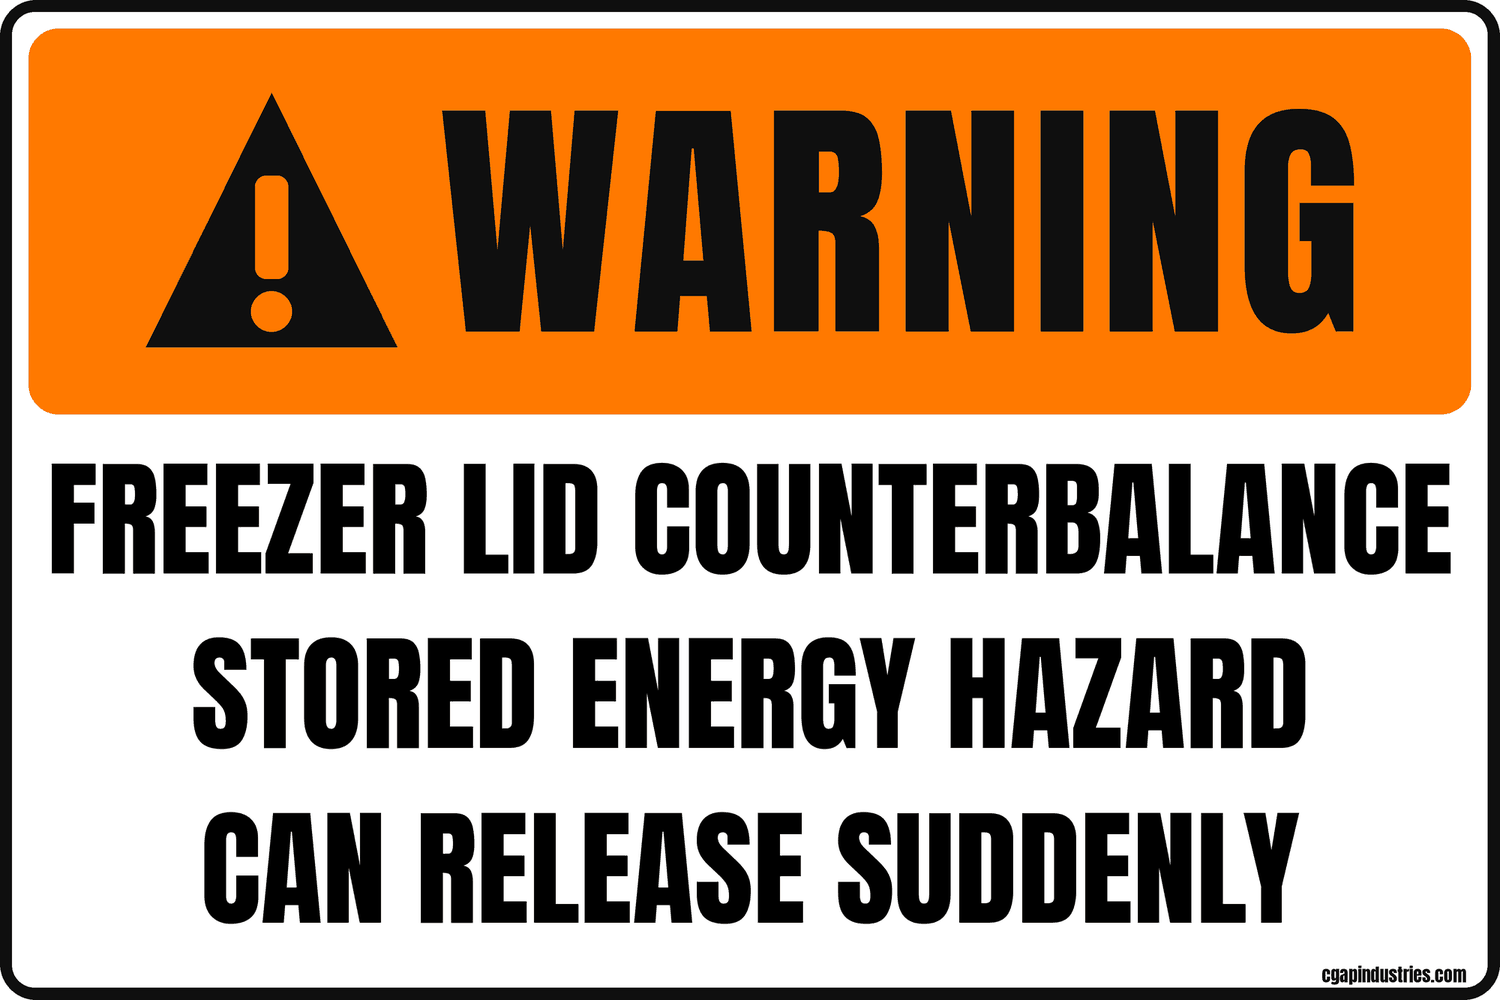 WARNING
FREEZER LID COUNTERBALANCE
STORED ENERGY HAZARD
CAN RELEASE SUDDENLY
cgapindustries.com